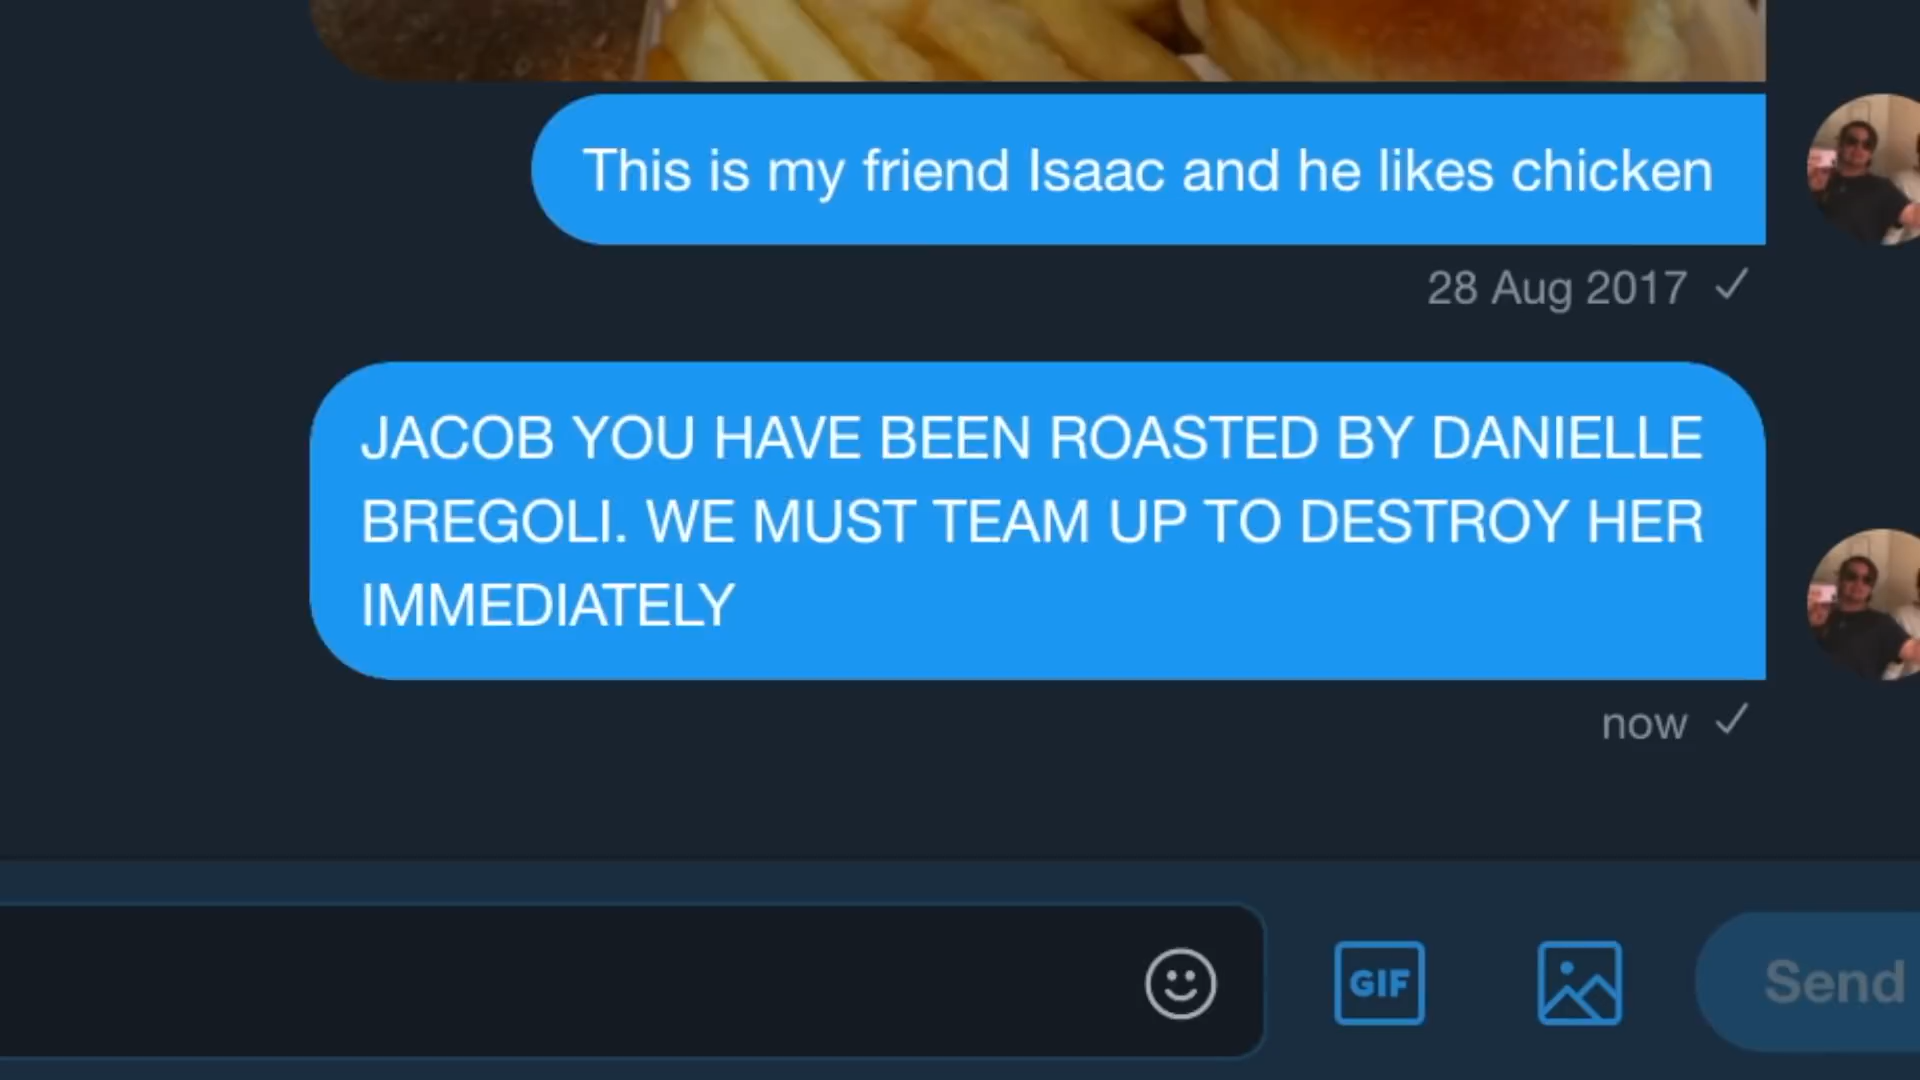 This is my friend Isaac and he likes chicken
28 Aug 2017
JACOB YOU HAVE BEEN ROASTED BY DANIELLE
BREGOLI. WE MUST TEAM UP TO DESTROY HER
IMMEDIATELY
now
GIF
Send